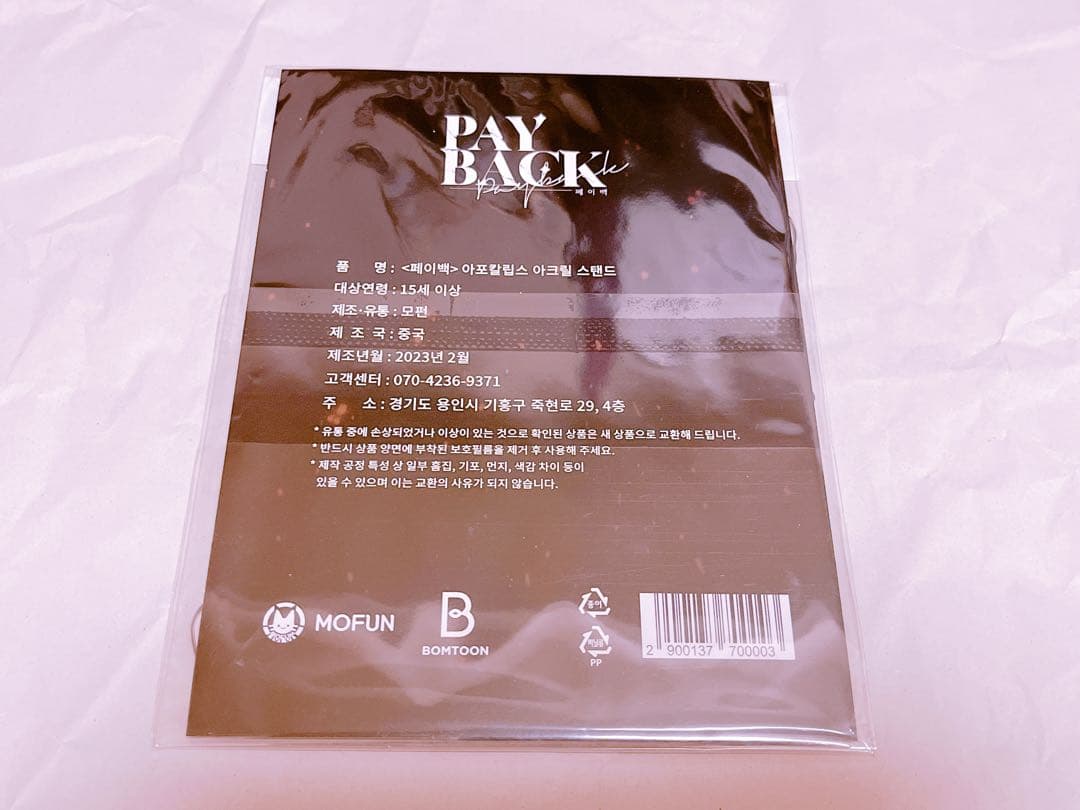 PAY
BACK
payback
페이백
품 명 : <페이백> 아포칼립스 아크릴 스탠드
대상연령 : 15세 이상
제조·유통 : 모펀
제 조 국 : 중국
제조년월 : 2023년 2월
고객센터 : 070-4236-9371
주 소 : 경기도 용인시 기흥구 죽현로 29, 4층
* 유통 중에 손상되었거나 이상이 있는 것으로 확인된 상품은 새 상품으로 교환해 드립니다.
* 반드시 상품 양면에 부착된 보호필름을 제거 후 사용해 주세요.
* 제작 공정 특성 상 일부 흠집, 기포, 먼지, 색감 차이 등이
있을 수 있으며 이는 교환의 사유가 되지 않습니다.
MOFUN
BOMTOON
종이
비닐류
PP
2 900137 700003